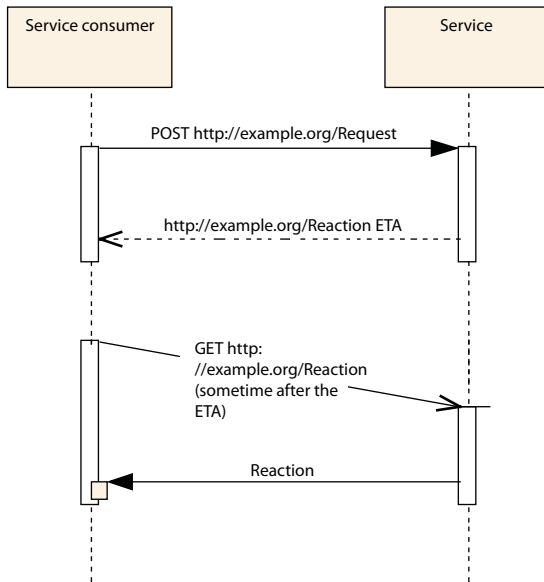 Service consumer
Service
POST http://example.org/Request
http://example.org/Reaction ETA
GET http:
//example.org/Reaction
(sometime after the
ETA)
Reaction